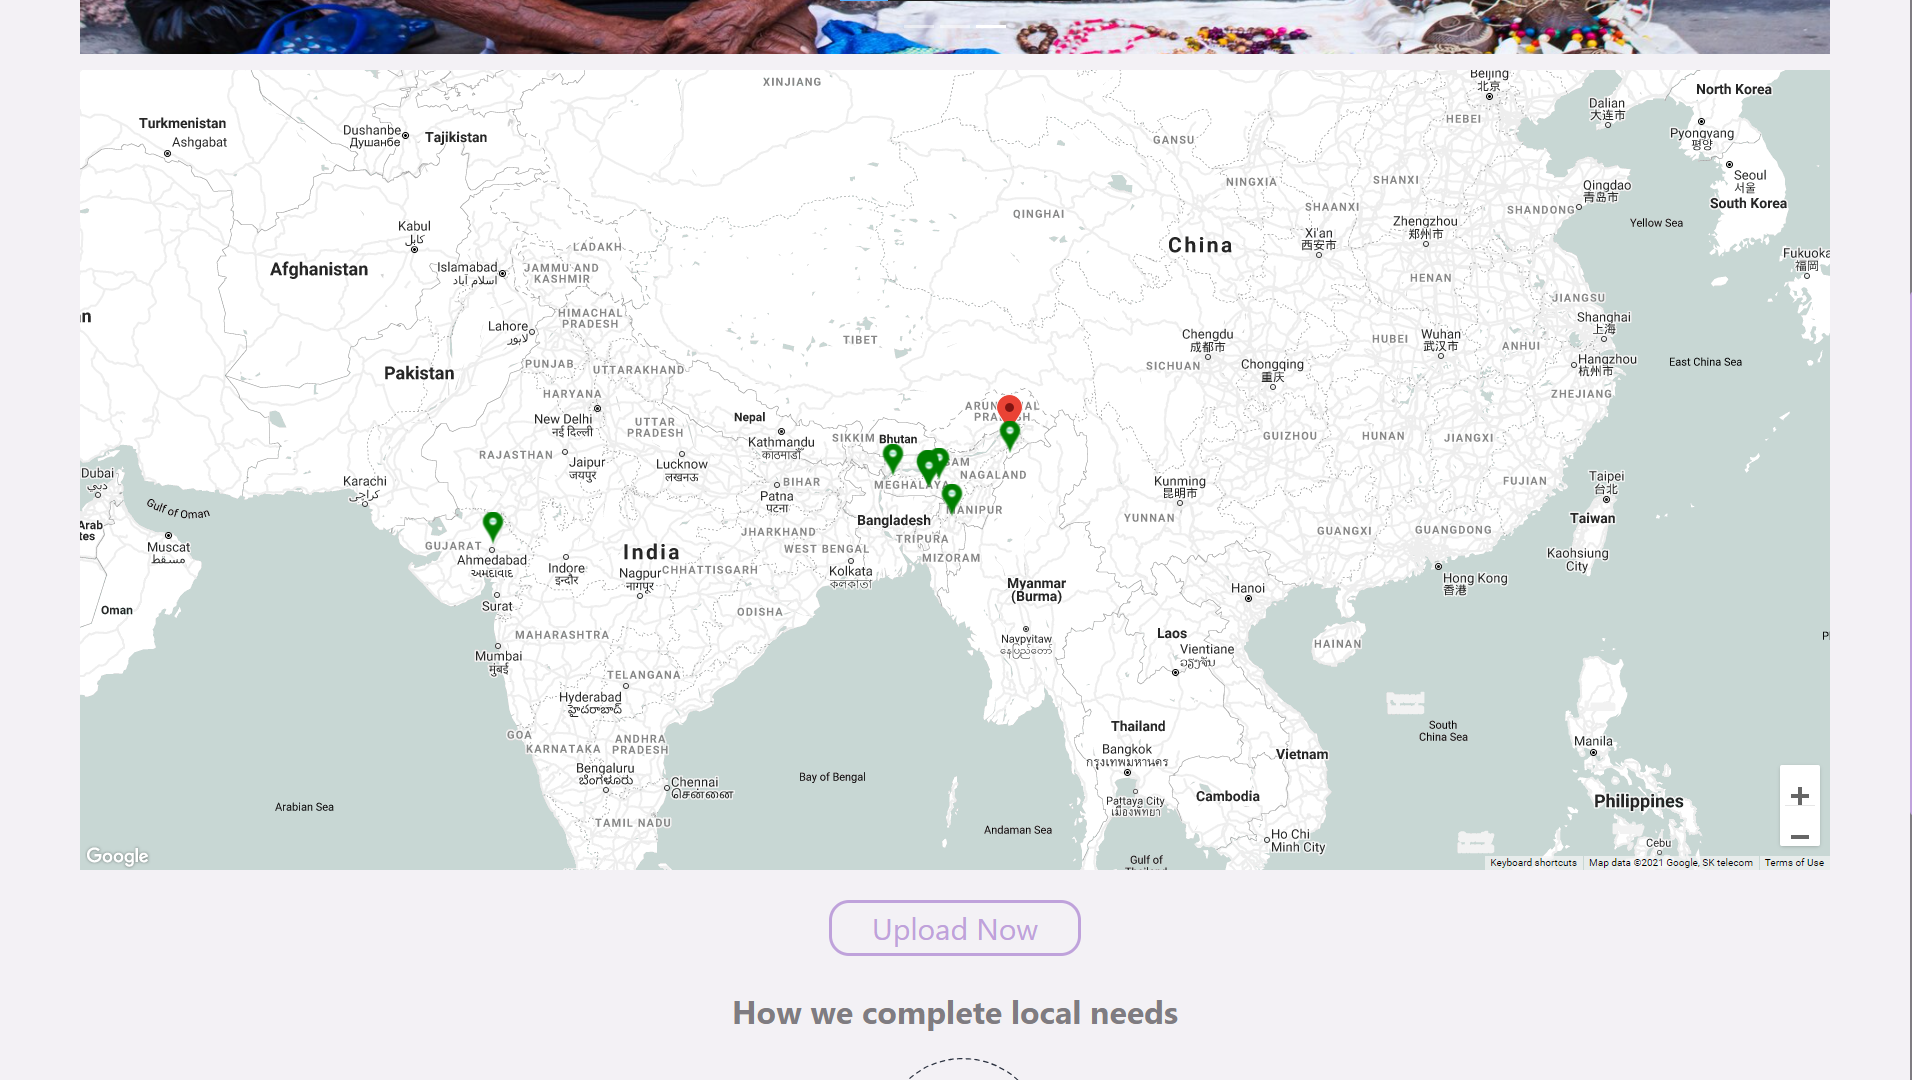 XINJIANG
Beijing
北京
North Korea
Dalian
大连市
Turkmenistan
Ashgabat
Dushanbe
Душанбе
Tajikistan
HEBEI
GANSU
Pyongyang
평양
Seoul
서울
South Korea
NINGXIA
SHANXI
Qingdao
青岛市
SHANDONG
SHAANXI
QINGHAI
Zhengzhou
郑州市
Yellow Sea
Xi'an
西安市
China
Kabul
کابل
LADAKH
Afghanistan
Islamabad
اسلام آباد
JAMMU AND
KASHMIR
HENAN
Fukuoka
福岡
JIANGSU
Shanghai
上海
HIMACHAL
PRADESH
Lahore
لاہور
TIBET
Chengdu
成都市
HUBEI
Wuhan
武汉市
ANHUI
Hangzhou
杭州市
East China Sea
PUNJAB
UTTARAKHAND
Pakistan
SICHUAN
Chongqing
重庆
HARYANA
ZHEJIANG
New Delhi
नई दिल्ली
Nepal
UTTAR
PRADESH
Kathmandu
काठमाडौँ
SIKKIM
Bhutan
GUIZHOU
HUNAN
JIANGXI
RAJASTHAN
Jaipur
जयपुर
Lucknow
लखनऊ
Dubai
دبي
Karachi
کراچی
BIHAR
Patna
पटना
MEGHALAYA
NAGALAND
Kunming
昆明市
FUJIAN
Taipei
台北
Gulf of Oman
MANIPUR
Bangladesh
YUNNAN
Taiwan
Muscat
مسقط
GUJARAT
Ahmedabad
અમદાવાદ
India
JHARKHAND
WEST BENGAL
TRIPURA
MIZORAM
GUANGXI
GUANGDONG
Kaohsiung
City
Indore
इन्दौर
Nagpur
नागपूर
CHHATTISGARH
Kolkata
কলকাতা
Myanmar
(Burma)
Hanoi
Hong Kong
香港
Oman
Surat
ODISHA
MAHARASHTRA
Mumbai
मुंबई
Naypyitaw
နေပြည်တော်
Laos
Vientiane
ວຽງຈັນ
HAINAN
TELANGANA
Hyderabad
హైదరాబాద్
GOA
KARNATAKA
ANDHRA
PRADESH
Thailand
Bangkok
กรุงเทพมหานคร
Vietnam
South
China Sea
Manila
Bengaluru
ಬೆಂಗಳೂರು
Chennai
சென்னை
Bay of Bengal
Arabian Sea
Pattaya City
เมืองพัทยา
Cambodia
Philippines
TAMIL NADU
Andaman Sea
Ho Chi
Minh City
Cebu
Gulf of
Google
Keyboard shortcuts
Map data ©2021 Google, SK telecom
Terms of Use
Upload Now
How we complete local needs